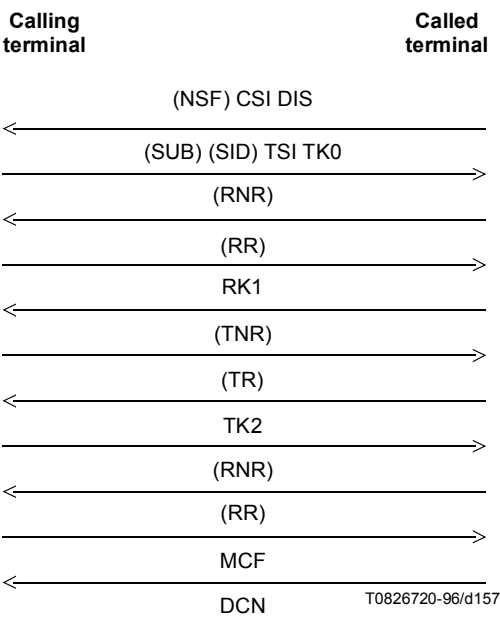 Calling terminal
Called terminal
(NSF) CSI DIS
(SUB) (SID) TSI TK0
(RNR)
(RR)
RK1
(TNR)
(TR)
TK2
(RNR)
(RR)
MCF
DCN
T0826720-96/d157